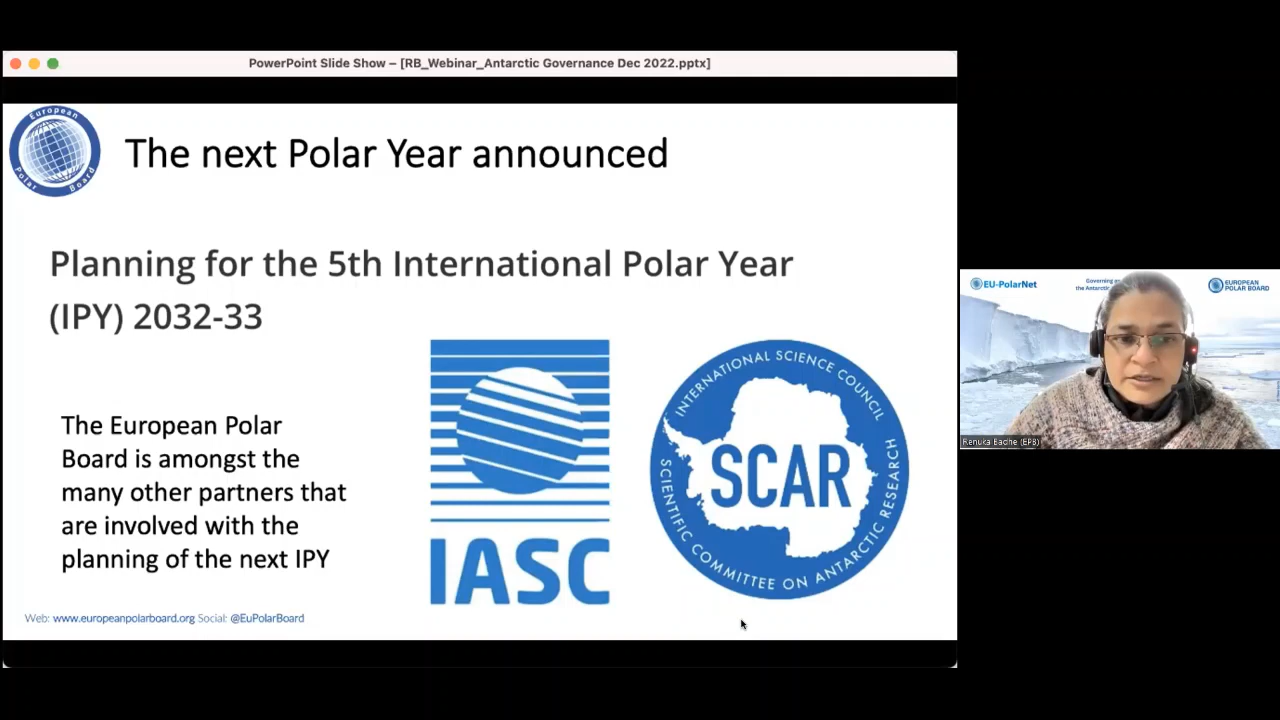 PowerPoint Slide Show – [RB_Webinar_Antarctic Governance Dec 2022.pptx]
European
Polar Board
The next Polar Year announced
Planning for the 5th International Polar Year
(IPY) 2032-33
The European Polar
Board is amongst the
many other partners that
are involved with the
planning of the next IPY
IASC
INTERNATIONAL SCIENCE COUNCIL
SCAR
SCIENTIFIC COMMITTEE ON ANTARCTIC RESEARCH
Web: www.europeanpolarboard.org Social: @EuPolarBoard
EU-PolarNet
Governing
the Antarctic
EUROPEAN
POLAR BOARD
Renuka Badhe (EPB)